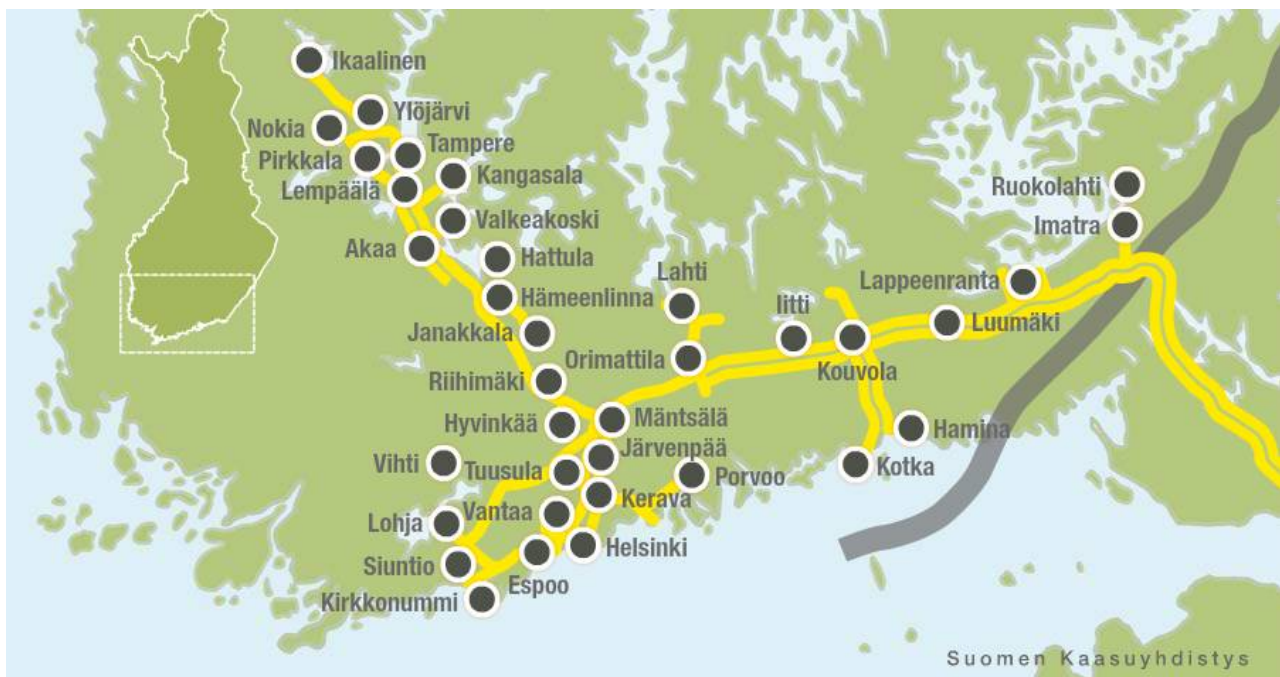 Ikaalinen
Ylöjärvi
Nokia
Tampere
Pirkkala
Kangasala
Lempäälä
Valkeakoski
Akaa
Hattula
Hämeenlinna
Janakkala
Riihimäki
Hyvinkää
Vihti
Tuusula
Lohja
Vantaa
Siuntio
Kirkkonummi
Espoo
Helsinki
Kerava
Järvenpää
Mäntsälä
Porvoo
Orimattila
Lahti
Iitti
Kouvola
Kotka
Hamina
Luumäki
Lappeenranta
Imatra
Ruokolahti
Suomen Kaasuyhdistys